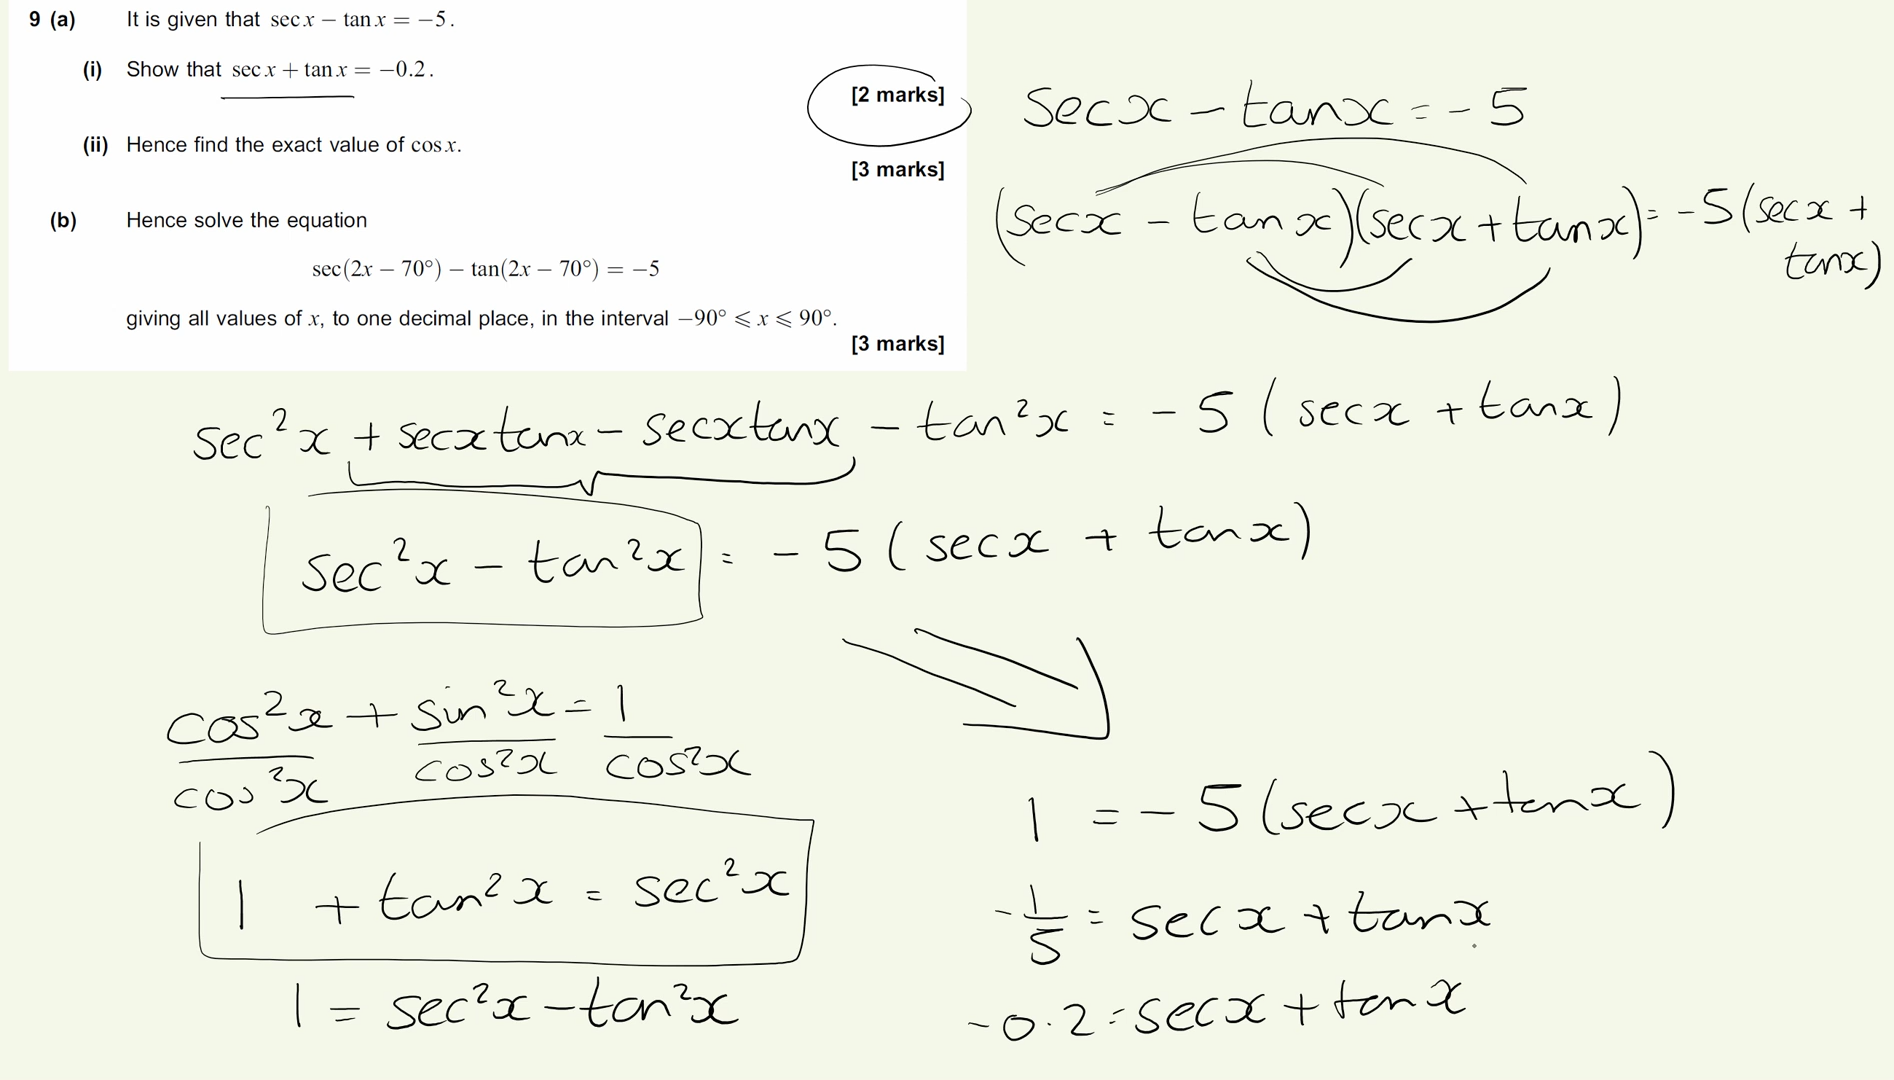 9 (a) It is given that sec x − tan x = −5.
(i) Show that sec x + tan x = −0.2.
[2 marks]
(ii) Hence find the exact value of cos x.
[3 marks]
(b) Hence solve the equation
sec(2x − 70°) − tan(2x − 70°) = −5
giving all values of x, to one decimal place, in the interval −90° ⩽ x ⩽ 90°.
[3 marks]
secx − tanx = −5
(secx − tanx)(secx + tanx) = −5(secx +
tanx)
sec²x + secxtanx − secxtanx − tan²x = −5(secx + tanx)
sec²x − tan²x = −5(secx + tanx)
cos²x + sin²x = 1
cos²x cos²x cos²x
1 + tan²x = sec²x
1 = sec²x − tan²x
1 = −5(secx + tanx)
−1/5 = secx + tanx
−0.2 = secx + tanx